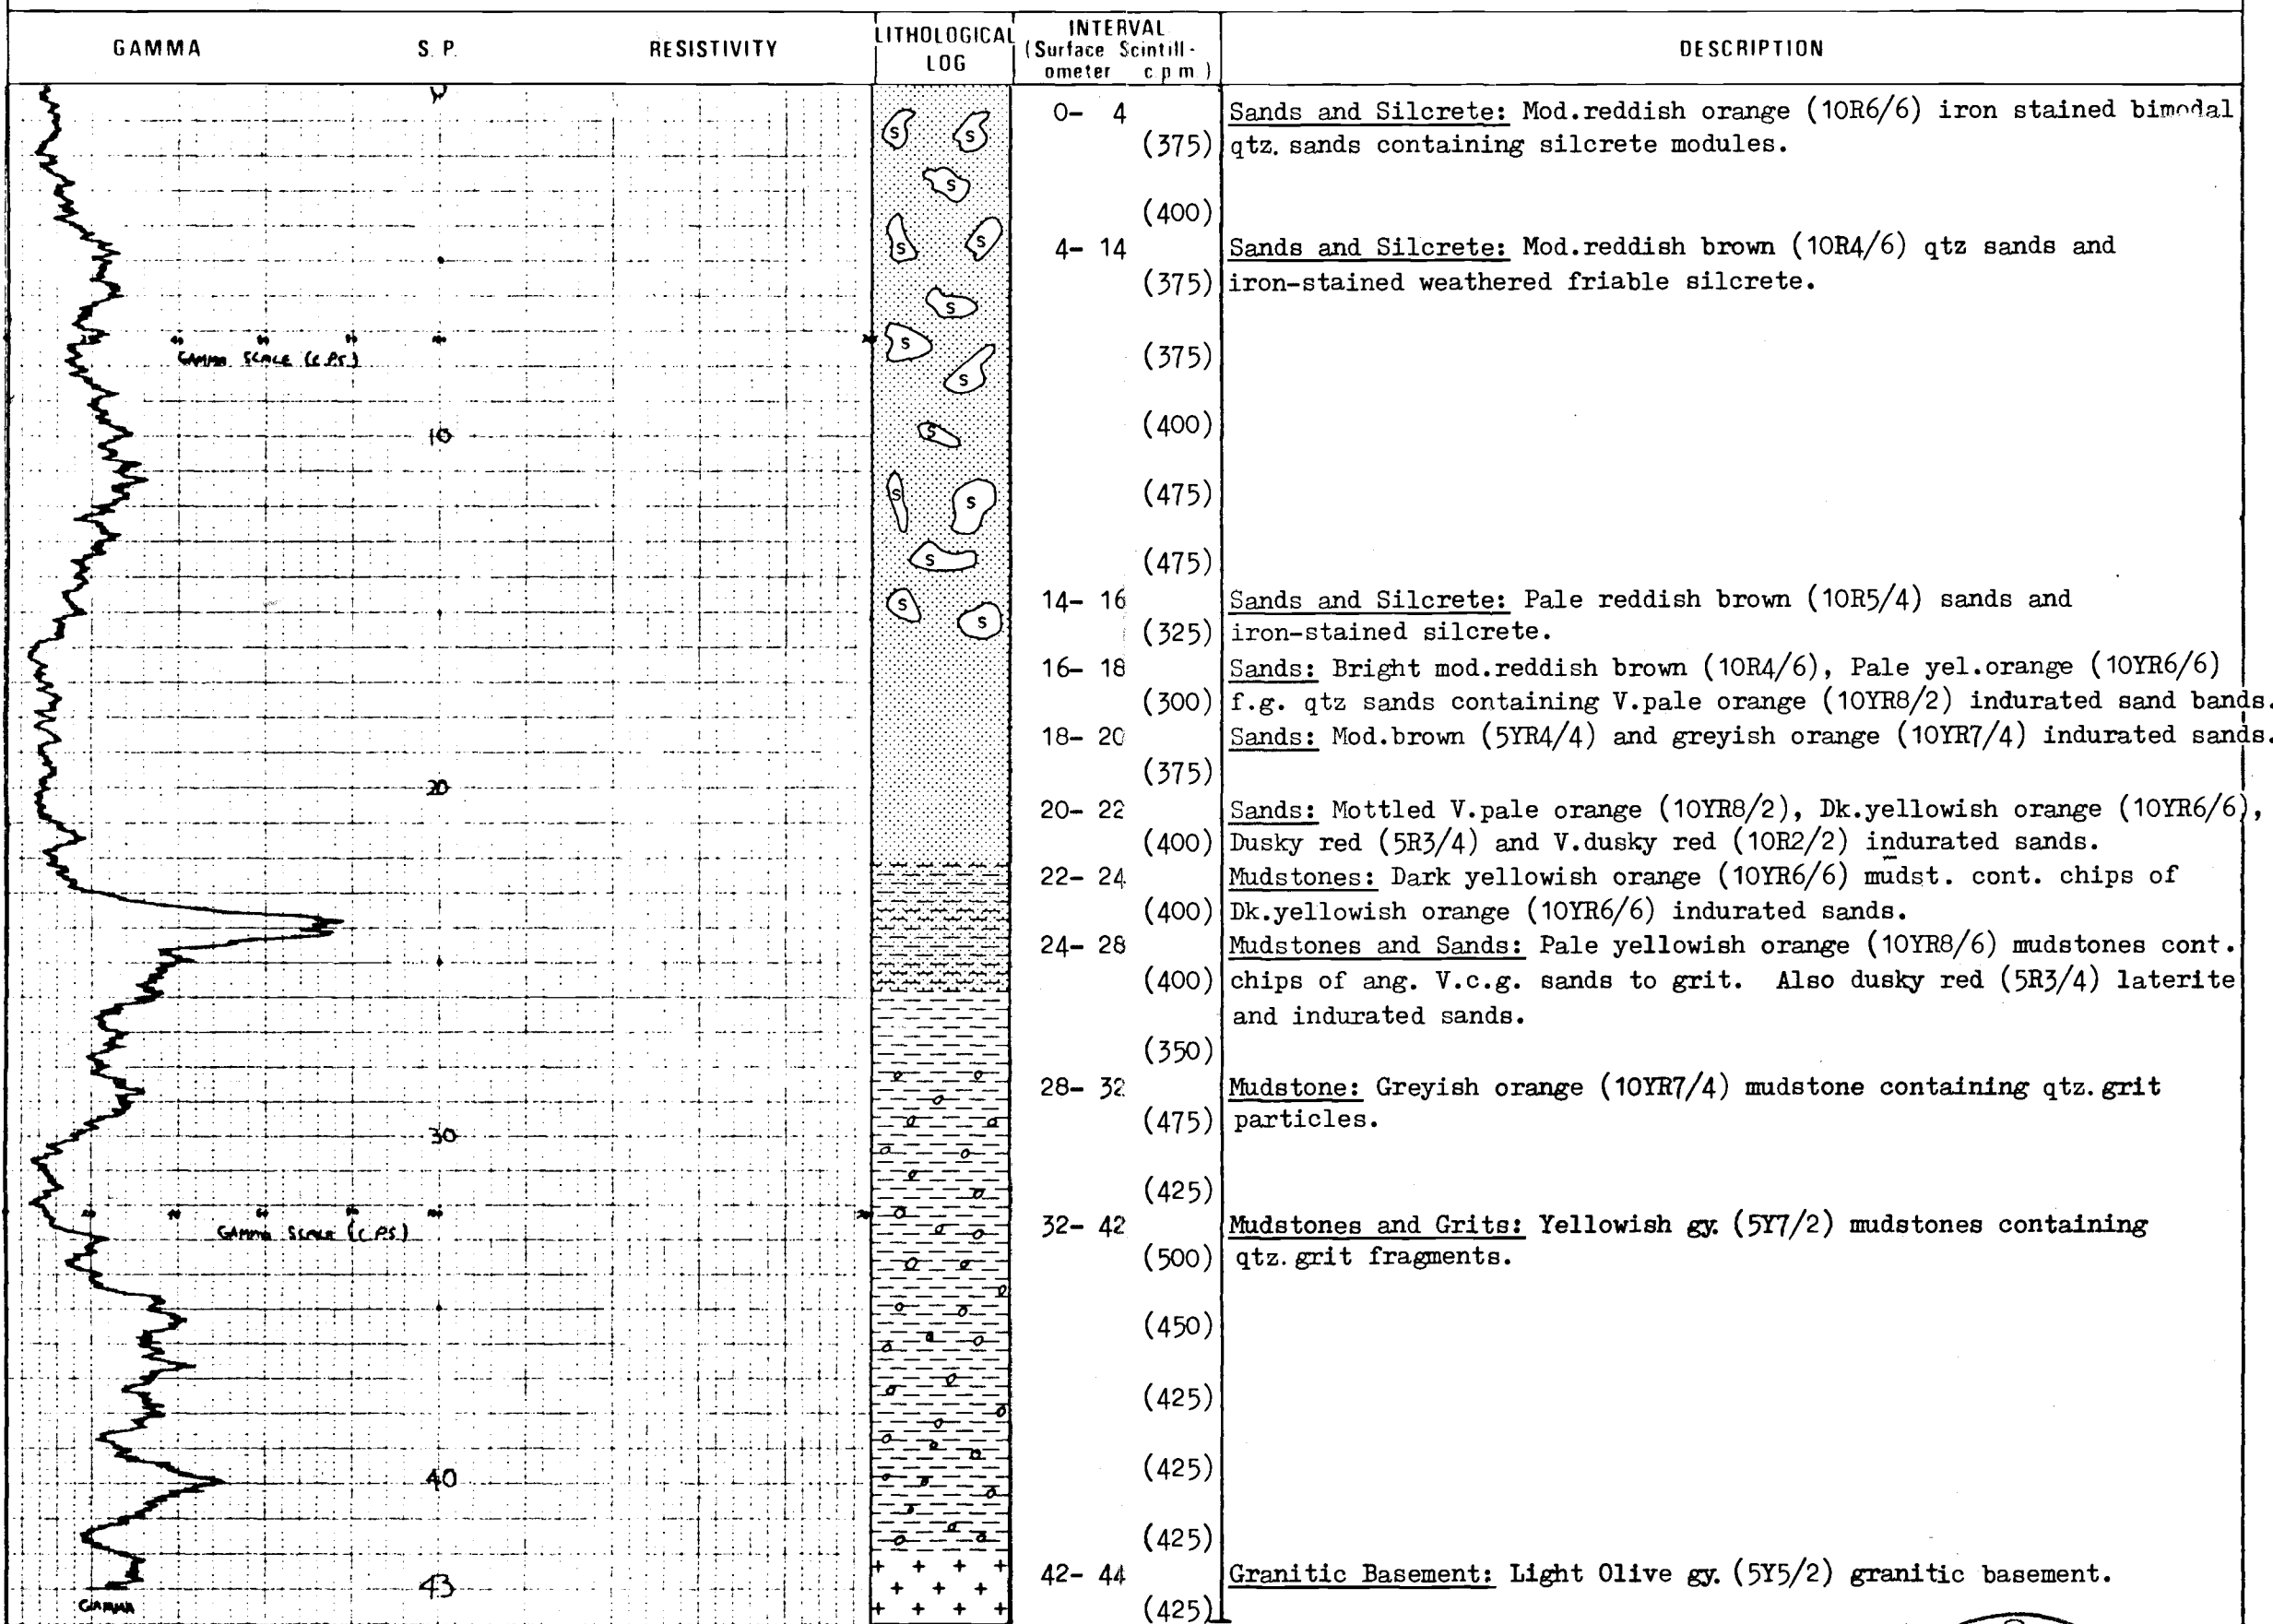 GAMMA S. P. RESISTIVITY
LITHOLOGICAL
LOG
INTERVAL
(Surface Scintill-
ometer c.p.m.)
DESCRIPTION
0- 4 Sands and Silcrete: Mod.reddish orange (10R6/6) iron stained bimodal
(375) qtz. sands containing silcrete modules.
(400)
4- 14 Sands and Silcrete: Mod.reddish brown (10R4/6) qtz sands and
(375) iron-stained weathered friable silcrete.
GAMMA SCALE (C.P.S.)
(375)
10 (400)
(475)
(475)
14- 16 Sands and Silcrete: Pale reddish brown (10R5/4) sands and
(325) iron-stained silcrete.
16- 18 Sands: Bright mod.reddish brown (10R4/6), Pale yel.orange (10YR6/6)
(300) f.g. qtz sands containing V.pale orange (10YR8/2) indurated sand bands.
18- 20 Sands: Mod.brown (5YR4/4) and greyish orange (10YR7/4) indurated sands.
20 (375)
20- 22 Sands: Mottled V.pale orange (10YR8/2), Dk.yellowish orange (10YR6/6),
(400) Dusky red (5R3/4) and V.dusky red (10R2/2) indurated sands.
22- 24 Mudstones: Dark yellowish orange (10YR6/6) mudst. cont. chips of
(400) Dk.yellowish orange (10YR6/6) indurated sands.
24- 28 Mudstones and Sands: Pale yellowish orange (10YR8/6) mudstones cont.
(400) chips of ang. V.c.g. sands to grit. Also dusky red (5R3/4) laterite
and indurated sands.
(350)
28- 32 Mudstone: Greyish orange (10YR7/4) mudstone containing qtz.grit
30 (475) particles.
(425)
GAMMA SCALE (C.P.S.)
32- 42 Mudstones and Grits: Yellowish gy. (5Y7/2) mudstones containing
(500) qtz.grit fragments.
(450)
(425)
40 (425)
(425)
42- 44 Granitic Basement: Light Olive gy. (5Y5/2) granitic basement.
43
GAMMA (425)
S S
S
S S
S
S
S
S
S S
S
S S